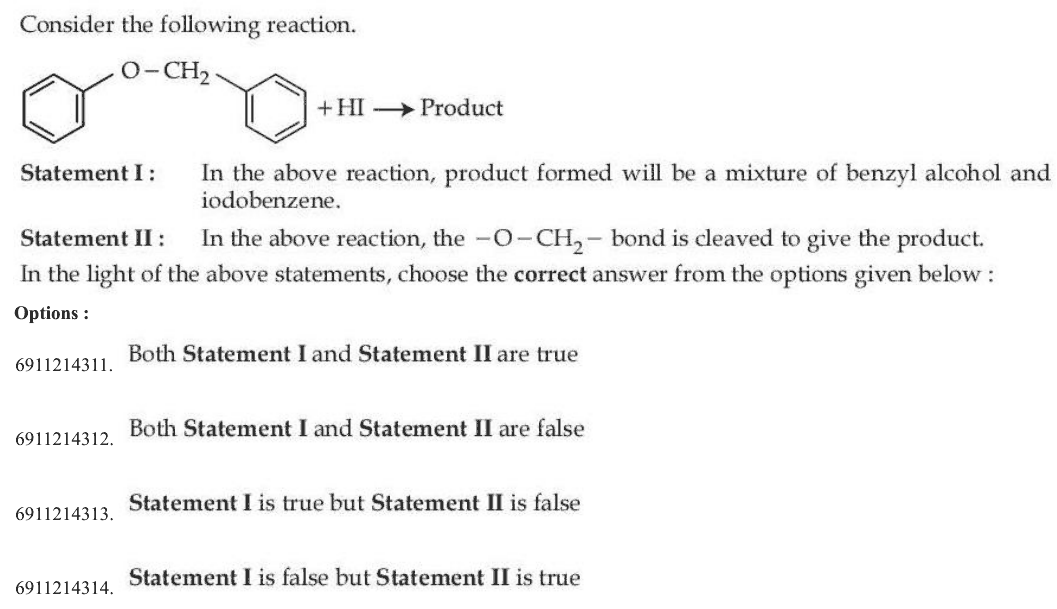 Consider the following reaction.
O–CH₂
+HI ⟶ Product
Statement I : In the above reaction, product formed will be a mixture of benzyl alcohol and
iodobenzene.
Statement II : In the above reaction, the –O–CH₂– bond is cleaved to give the product.
In the light of the above statements, choose the correct answer from the options given below :
Options :
6911214311. Both Statement I and Statement II are true
6911214312. Both Statement I and Statement II are false
6911214313. Statement I is true but Statement II is false
6911214314. Statement I is false but Statement II is true